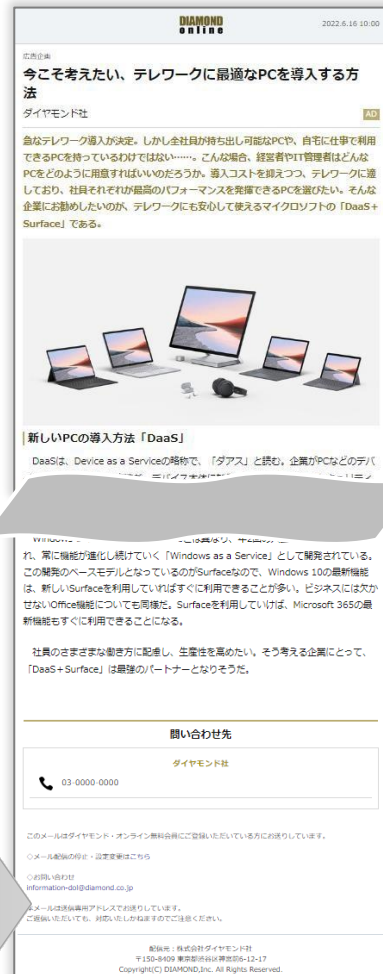 DIAMOND
online
2022.6.16 10:00
広告企画
今こそ考えたい、テレワークに最適なPCを導入する方
法
ダイヤモンド社
AD
急なテレワーク導入が決定。しかし全社員が持ち出し可能なPCや、自宅に仕事で利用
できるPCを持っているわけではない……。こんな場合、経営者やIT管理者はどんな
PCをどのように用意すればいいのだろうか。導入コストを抑えつつ、テレワークに適
しており、社員それぞれが最高のパフォーマンスを発揮できるPCを選びたい。そんな
企業にお勧めしたいのが、テレワークにも安心して使えるマイクロソフトの「DaaS+
Surface」である。
新しいPCの導入方法「DaaS」
DaaSは、Device as a Serviceの略称で、「ダアス」と読む。企業がPCなどのデバ
れ、常に機能が進化し続けていく「Windows as a Service」として開発されている。
この開発のベースモデルとなっているのがSurfaceなので、Windows 10の最新機能
は、新しいSurfaceを利用していればすぐに利用できることが多い。ビジネスには欠か
せないOffice機能についても同様だ。Surfaceを利用していけば、Microsoft 365の最
新機能もすぐに利用できることになる。
社員のさまざまな働き方に配慮し、生産性を高めたい。そう考える企業にとって、
「DaaS+Surface」は最強のパートナーとなりそうだ。
問い合わせ先
ダイヤモンド社
03-0000-0000
このメールはダイヤモンド・オンライン無料会員にご登録いただいている方にお送りしています。
◇メール配信の停止・設定変更はこちら
◇お問い合わせ
information-dol@diamond.co.jp
メールは送信専用アドレスでお送りしています。
ご返信いただいても、対応いたしかねますのでご注意ください。
配信元：株式会社ダイヤモンド社
〒150-8409 東京都渋谷区神宮前6-12-17
Copyright(C) DIAMOND,Inc. All Rights Reserved.